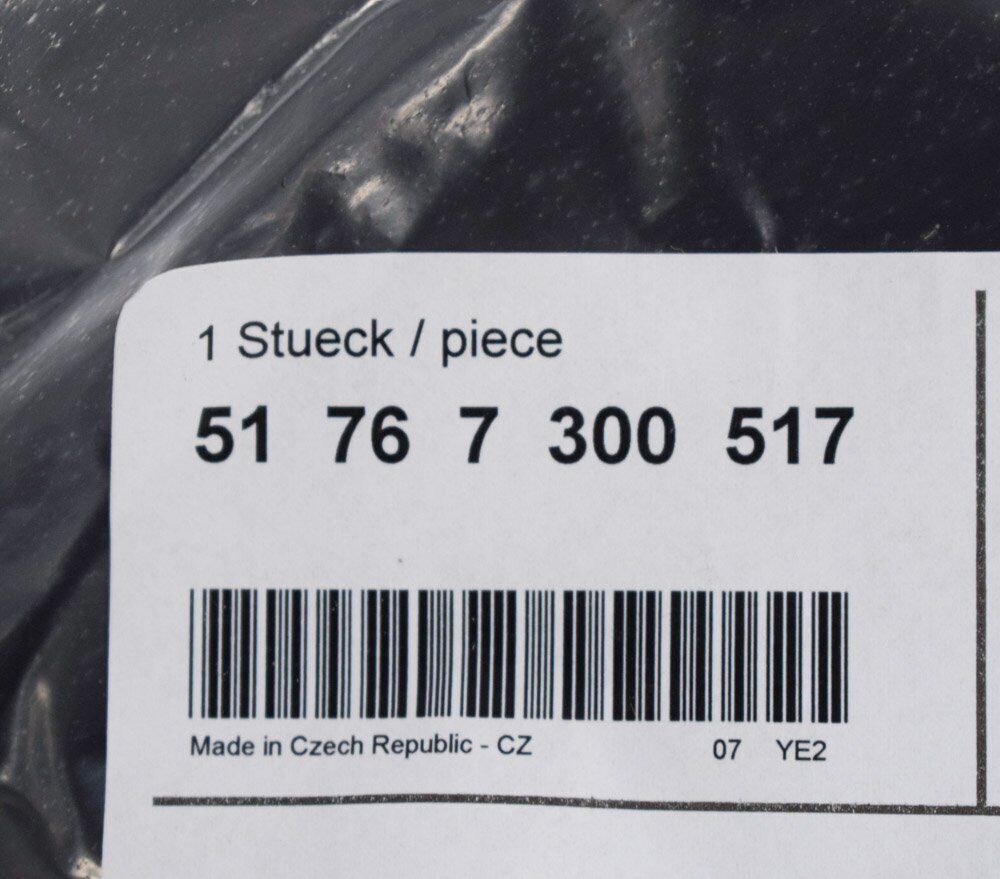 1 Stueck / piece
51 76 7 300 517
Made in Czech Republic - CZ 07 YE2